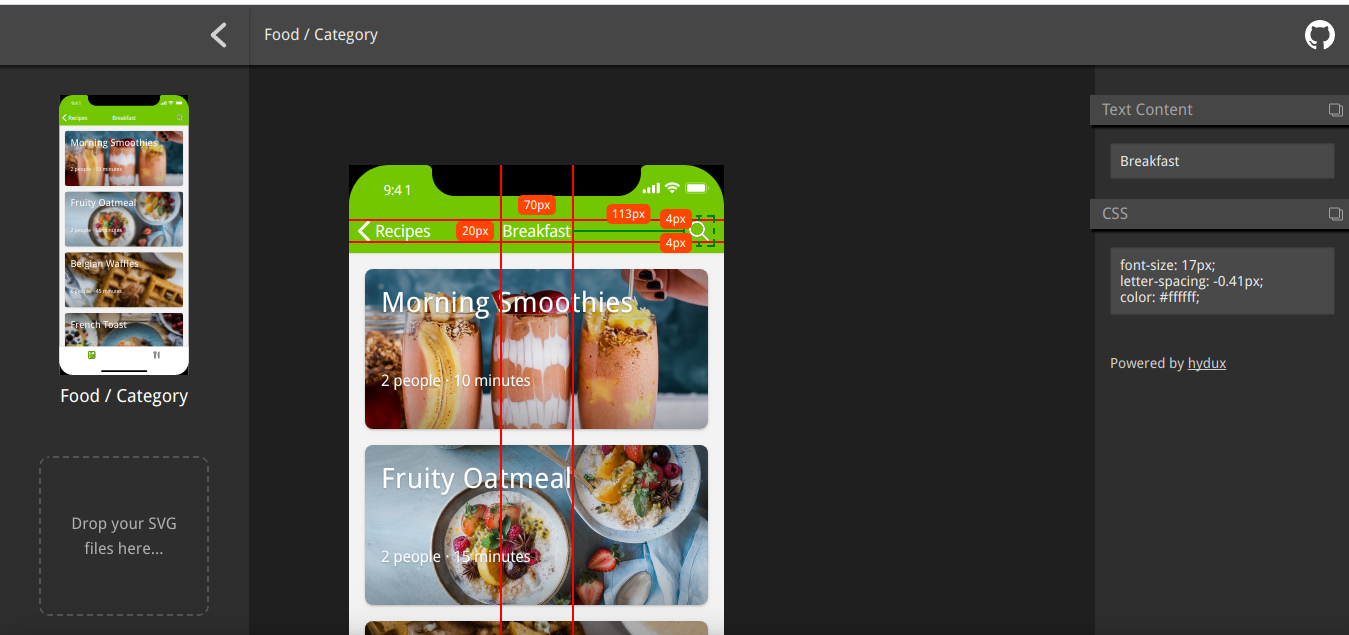 Food / Category
9:41
Recipes
Breakfast
Morning Smoothies
2 people · 10 minutes
Fruity Oatmeal
2 people · 15 minutes
Belgian Waffles
2 people · 45 minutes
French Toast
Food / Category
Drop your SVG
files here...
9:41
70px
113px
4px
Recipes
20px
Breakfast
4px
Morning Smoothies
2 people · 10 minutes
Fruity Oatmeal
2 people · 15 minutes
Text Content
Breakfast
CSS
font-size: 17px;
letter-spacing: -0.41px;
color: #ffffff;
Powered by hydux